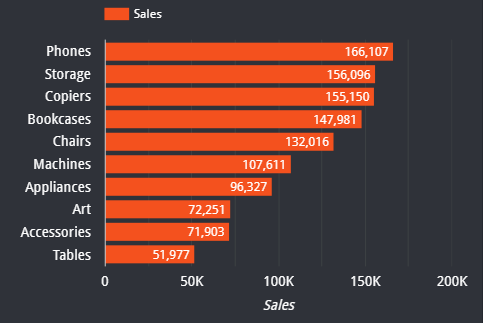 Sales
Phones 166,107
Storage 156,096
Copiers 155,150
Bookcases 147,981
Chairs 132,016
Machines 107,611
Appliances 96,327
Art 72,251
Accessories 71,903
Tables 51,977
0 50K 100K 150K 200K
Sales